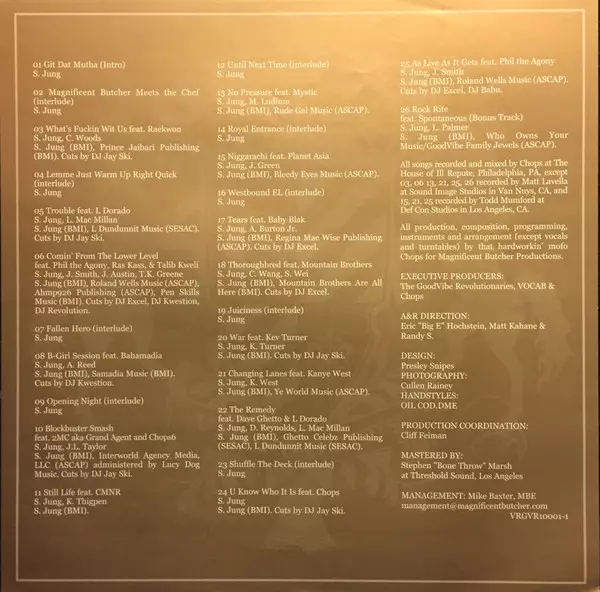 01 Git Dat Mutha (Intro)
S. Jung
02 Magnificent Butcher Meets the Chef
(interlude)
S. Jung
03 What's Fuckin Wit Us feat. Raekwon
S. Jung, C. Woods
S. Jung (BMI), Prince Jaibari Publishing
(BMI). Cuts by DJ Jay Ski.
04 Lemme Just Warm Up Right Quick
(interlude)
S. Jung
05 Trouble feat. L Dorado
S. Jung, L. Mac Millan
S. Jung (BMI), L Dundunnit Music (SESAC).
Cuts by DJ Jay Ski.
06 Comin' From The Lower Level
feat. Phil the Agony, Ras Kass, & Talib Kweli
S. Jung, J. Smith, J. Austin, T.K. Greene
S. Jung (BMI), Roland Wells Music (ASCAP),
Ahmp926 Publishing (ASCAP), Pen Skills
Music (BMI). Cuts by DJ Excel, DJ Kwestion,
DJ Revolution.
07 Fallen Hero (interlude)
S. Jung
08 B-Girl Session feat. Bahamadia
S. Jung, A. Reed
S. Jung (BMI), Samadia Music (BMI).
Cuts by DJ Kwestion.
09 Opening Night (interlude)
S. Jung
10 Blockbuster Smash
feat. 2MC aka Grand Agent and Chops6
S. Jung, J.L. Taylor
S. Jung (BMI), Interworld Agency Media,
LLC (ASCAP) administered by Lucy Dog
Music. Cuts by DJ Jay Ski.
11 Still Life feat. CMNR
S. Jung, K. Thigpen
S. Jung (BMI).
12 Until Next Time (interlude)
S. Jung
13 No Pressure feat. Mystic
S. Jung, M. Ludlum
S. Jung (BMI), Rude Gal Music (ASCAP).
14 Royal Entrance (interlude)
S. Jung
15 Niggarachi feat. Planet Asia
S. Jung, J. Green
S. Jung (BMI), Bleedy Eyes Music (ASCAP).
16 Westbound EL (interlude)
S. Jung
17 Tears feat. Baby Blak
S. Jung, A. Burton Jr.
S. Jung (BMI), Regina Mae Wise Publishing
(ASCAP). Cuts by DJ Excel.
18 Thoroughbred feat. Mountain Brothers
S. Jung, C. Wang, S. Wei
S. Jung (BMI), Mountain Brothers Are All
Here (BMI). Cuts by DJ Excel.
19 Juiciness (interlude)
S. Jung
20 War feat. Kev Turner
S. Jung, K. Turner
S. Jung (BMI). Cuts by DJ Jay Ski.
21 Changing Lanes feat. Kanye West
S. Jung, K. West
S. Jung (BMI), Ye World Music (ASCAP).
22 The Remedy
feat. Dave Ghetto & L Dorado
S. Jung, D. Reynolds, L. Mac Millan
S. Jung (BMI), Ghetto Celebz Publishing
(SESAC), L Dundunnit Music (SESAC).
23 Shuffle The Deck (interlude)
S. Jung
24 U Know Who It Is feat. Chops
S. Jung
S. Jung (BMI). Cuts by DJ Jay Ski.
25 As Live As It Gets feat. Phil the Agony
S. Jung, J. Smith
S. Jung (BMI), Roland Wells Music (ASCAP).
Cuts by DJ Excel, DJ Babu.
26 Rock Rite
feat. Spontaneous (Bonus Track)
S. Jung, L. Palmer
S. Jung (BMI), Who Owns Your
Music/GoodVibe Family Jewels (ASCAP).
All songs recorded and mixed by Chops at The
House of Ill Repute, Philadelphia, PA, except
03, 06 13, 21, 25, 26 recorded by Matt Lavella
at Sound Image Studios in Van Nuys, CA, and
15, 21, 25 recorded by Todd Mumford at
Def Con Studios in Los Angeles, CA.
All production, composition, programming,
instruments and arrangement (except vocals
and turntables) by that hardworkin' mofo
Chops for Magnificent Butcher Productions.
EXECUTIVE PRODUCERS:
The GoodVibe Revolutionaries, VOCAB &
Chops
A&R DIRECTION:
Eric "Big E" Hochstein, Matt Kahane &
Randy S.
DESIGN:
Presley Snipes
PHOTOGRAPHY:
Cullen Rainey
HANDSTYLES:
OIL COD.DME
PRODUCTION COORDINATION:
Cliff Feiman
MASTERED BY:
Stephen "Bone Throw" Marsh
at Threshold Sound, Los Angeles
MANAGEMENT: Mike Baxter, MBE
management@magnificentbutcher.com
VRGVR10001-1